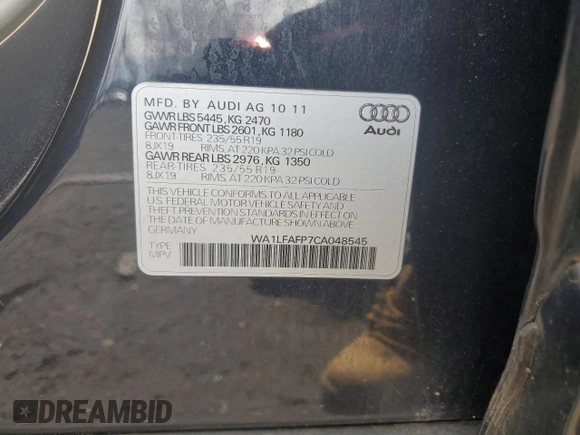 MFD. BY AUDI AG 10 11
GVWR LBS 5445, KG 2470
GAWR FRONT LBS 2601, KG 1180
FRONT-TIRES 235/55 R19
8JX19 RIMS, AT 220 KPA 32 PSI COLD
GAWR REAR LBS 2976, KG 1350
REAR-TIRES 235/55 R19
8JX19 RIMS, AT 220 KPA 32 PSI COLD
THIS VEHICLE CONFORMS TO ALL APPLICABLE
U.S. FEDERAL MOTOR VEHICLE SAFETY AND
THEFT PREVENTION STANDARDS IN EFFECT ON
THE DATE OF MANUFACTURE SHOWN ABOVE.
GERMANY WA1LFAFP7CA048545
TYPE:
MPV
Audi
DREAMBID